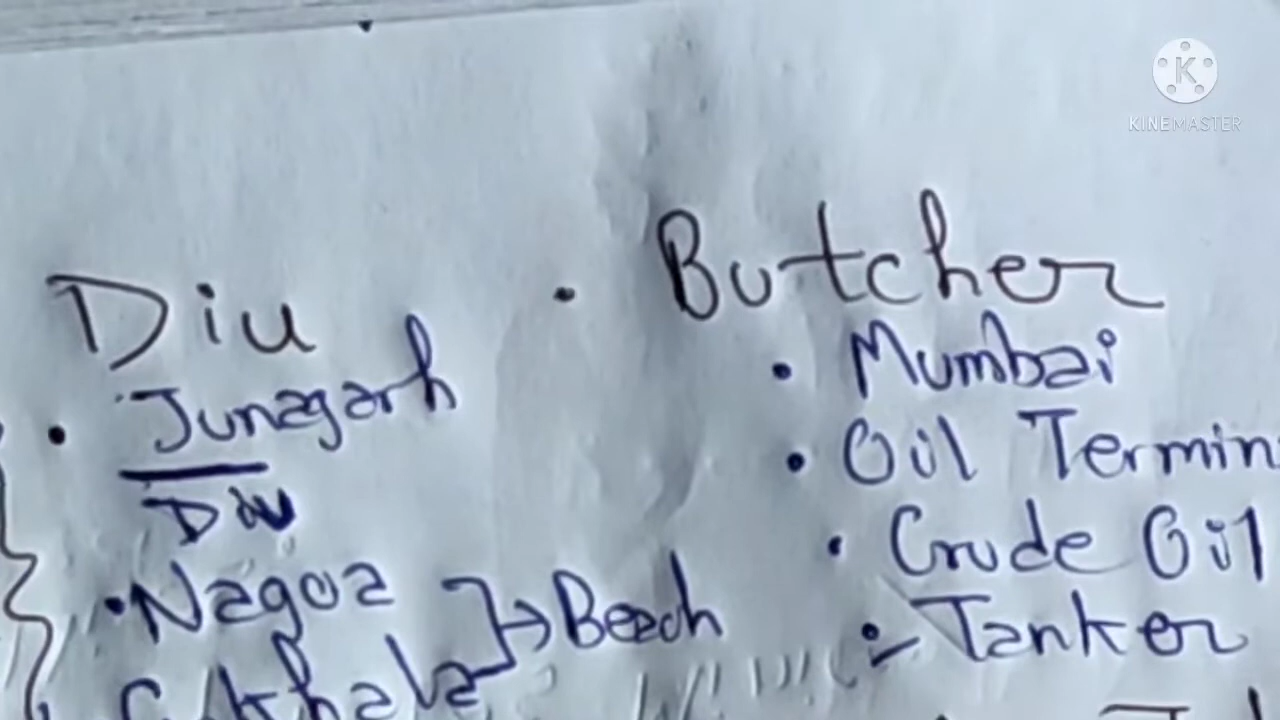 KINEMASTER
Diu
• Junagarh
Diu
• Nagoa
Beach
• Butcher
• Mumbai
• Oil Termin
• Crude Oil
• Tanker